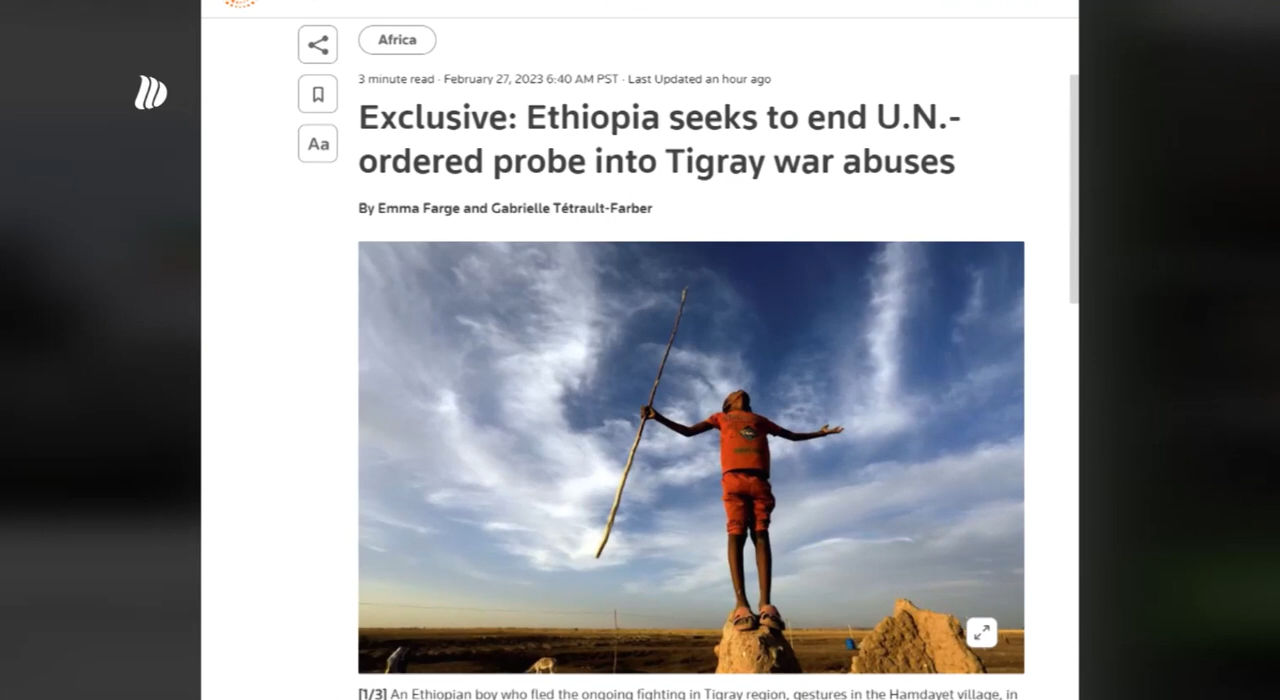 Africa
3 minute read · February 27, 2023 6:40 AM PST · Last Updated an hour ago
Aa
Exclusive: Ethiopia seeks to end U.N.-
ordered probe into Tigray war abuses
By Emma Farge and Gabrielle Tétrault-Farber
[1/3] An Ethiopian boy who fled the ongoing fighting in Tigray region, gestures in the Hamdayet village, in